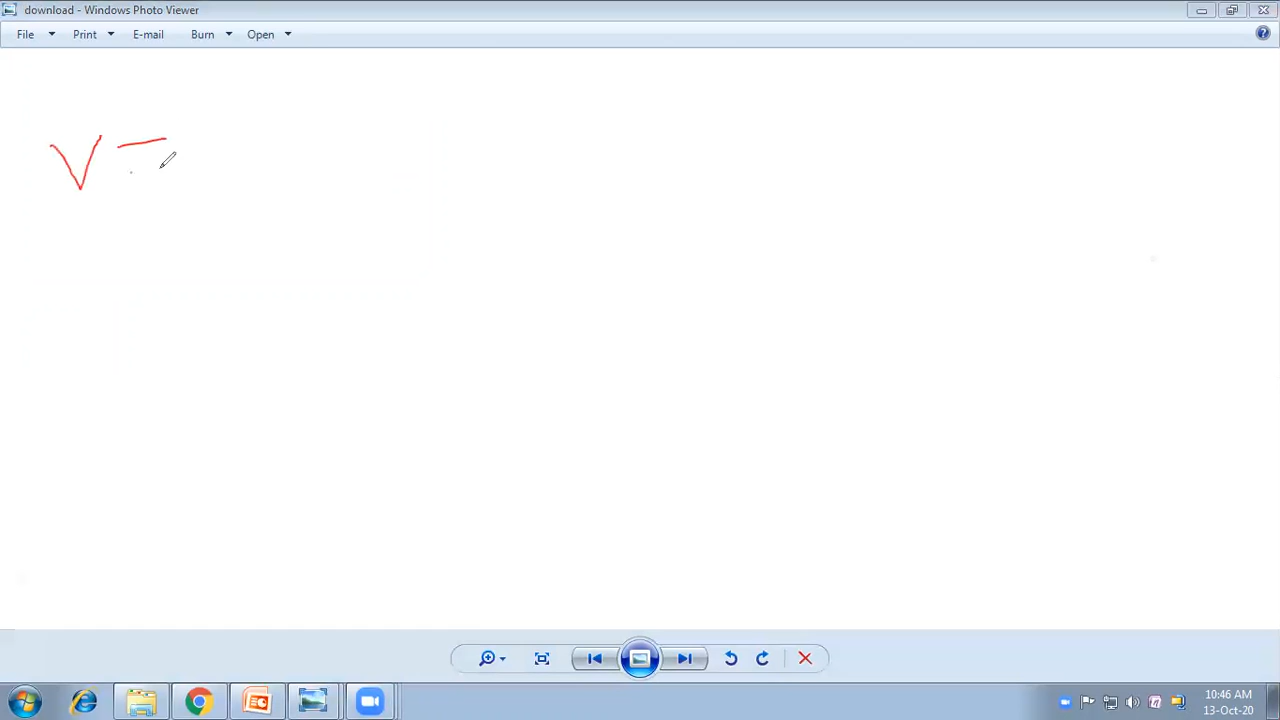 download - Windows Photo Viewer
File Print E-mail Burn Open
V
10:46 AM
13-Oct-20